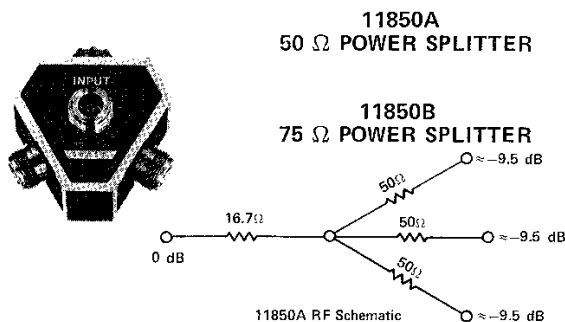 11850A
50 Ω POWER SPLITTER
INPUT
11850B
75 Ω POWER SPLITTER
≈ -9.5 dB
50Ω
16.7Ω
50Ω
≈ -9.5 dB
0 dB
50Ω
11850A RF Schematic
≈ -9.5 dB